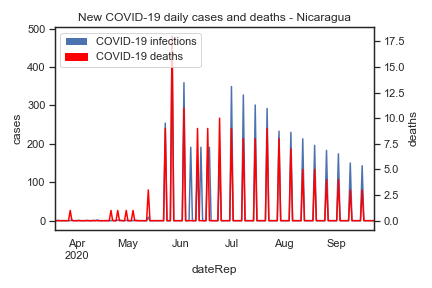 New COVID-19 daily cases and deaths - Nicaragua
COVID-19 infections
COVID-19 deaths
500
400
300
200
100
0
cases
17.5
15.0
12.5
10.0
7.5
5.0
2.5
0.0
deaths
Apr
2020
May
Jun
Jul
Aug
Sep
dateRep